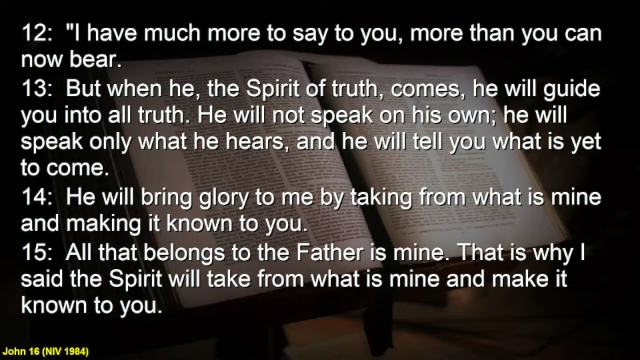 12:  "I have much more to say to you, more than you can
now bear.
13:  But when he, the Spirit of truth, comes, he will guide
you into all truth. He will not speak on his own; he will
speak only what he hears, and he will tell you what is yet
to come.
14:  He will bring glory to me by taking from what is mine
and making it known to you.
15:  All that belongs to the Father is mine. That is why I
said the Spirit will take from what is mine and make it
known to you.
John 16 (NIV 1984)